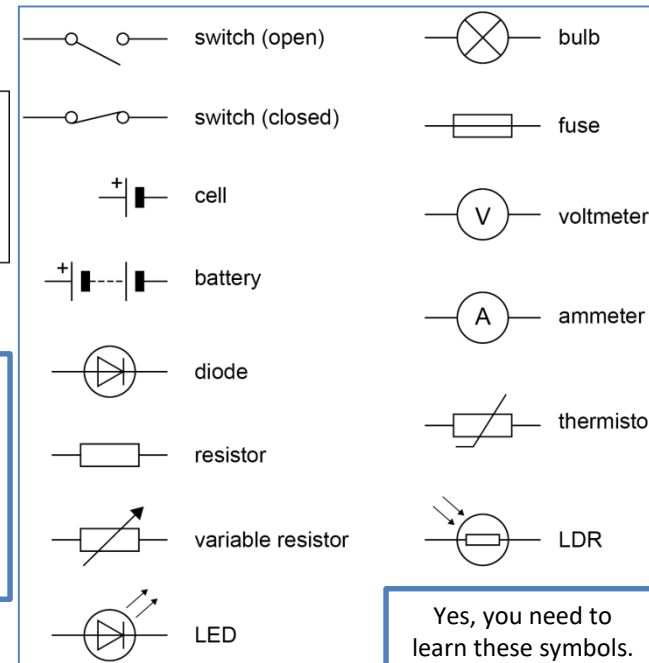 switch (open)
switch (closed)
+
cell
+
battery
diode
resistor
variable resistor
LED
bulb
fuse
V
voltmeter
A
ammeter
thermisto
LDR
Yes, you need to
learn these symbols.